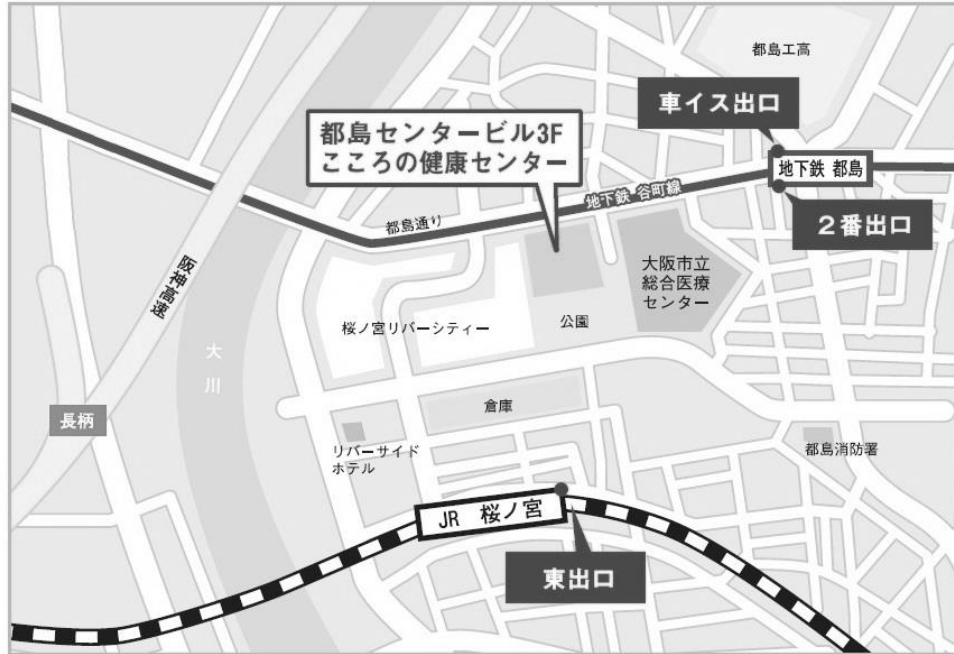 都島工高
車イス出口
都島センタービル3F
こころの健康センター
地下鉄 都島
地下鉄 谷町線
都島通り
２番出口
阪神高速
大阪市立
総合医療
センター
桜ノ宮リバーシティー
公園
大川
長柄
倉庫
リバーサイド
ホテル
都島消防署
JR 桜ノ宮
東出口